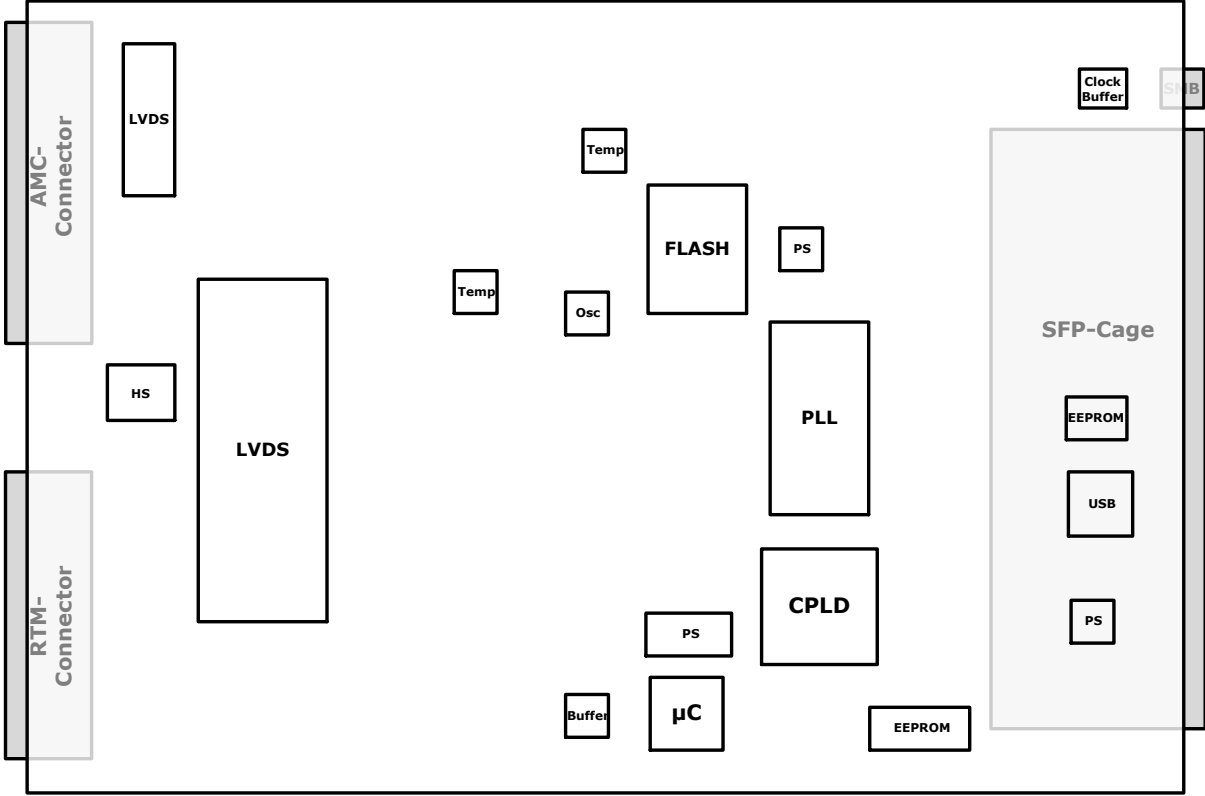 Clock
Buffer
SMB
LVDS
AMC-
Connector
Temp
FLASH
PS
Temp
Osc
SFP-Cage
HS
PLL
EEPROM
LVDS
USB
CPLD
RTM-
Connector
PS
PS
Buffer
µC
EEPROM